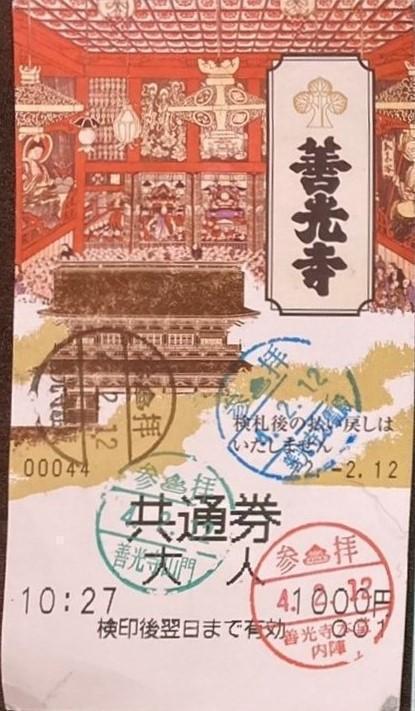 善光寺
参拝
2.12
参拝
2.12
検札後の払い戻しは
いたしません
00044
-2.12
参拝
善光寺山門
共通券
大人
参拝
4.2.12
善光寺本堂
内陣
10:27
1000円
検印後翌日まで有効
001